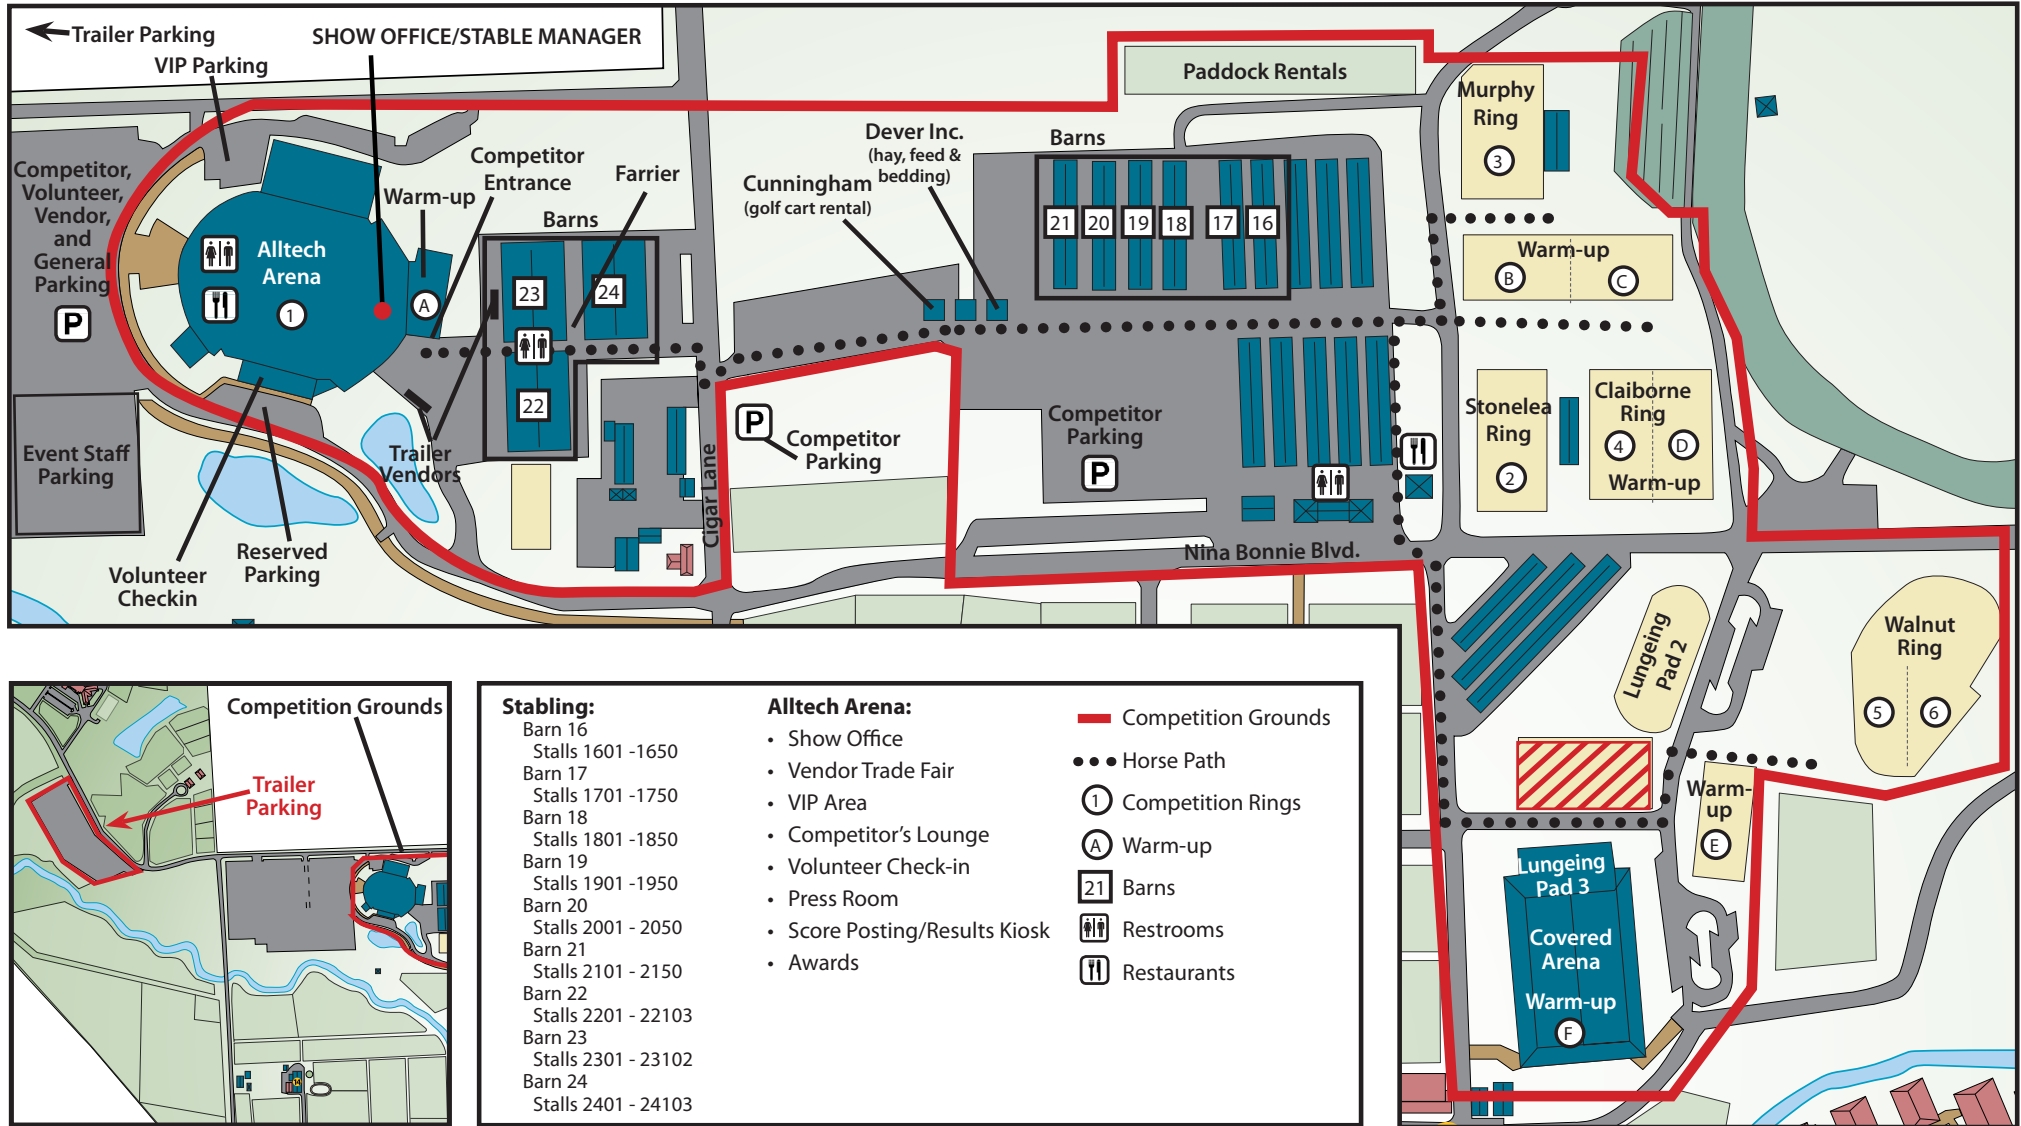 Trailer Parking
VIP Parking
SHOW OFFICE/STABLE MANAGER
Competitor,
Volunteer,
Vendor,
and
General
Parking
P
Alltech
Arena
1
Warm-up
A
Competitor
Entrance
Farrier
Barns
23
24
22
Trailer
Vendors
Event Staff
Parking
Volunteer
Checkin
Reserved
Parking
Cigar Lane
Cunningham
(golf cart rental)
Dever Inc.
(hay, feed &
bedding)
Barns
21
20
19
18
17
16
Paddock Rentals
P
Competitor
Parking
Competitor
Parking
P
Nina Bonnie Blvd.
Murphy
Ring
3
Warm-up
B
C
Stonelea
Ring
2
Claiborne
Ring
4
D
Warm-up
Lungeing
Pad 2
Walnut
Ring
5
6
Warm-
up
E
Lungeing
Pad 3
Covered
Arena
Warm-up
F
Competition Grounds
Trailer
Parking
14
Stabling:
Barn 16
Stalls 1601 -1650
Barn 17
Stalls 1701 -1750
Barn 18
Stalls 1801 -1850
Barn 19
Stalls 1901 -1950
Barn 20
Stalls 2001 - 2050
Barn 21
Stalls 2101 - 2150
Barn 22
Stalls 2201 - 22103
Barn 23
Stalls 2301 - 23102
Barn 24
Stalls 2401 - 24103
Alltech Arena:
• Show Office
• Vendor Trade Fair
• VIP Area
• Competitor's Lounge
• Volunteer Check-in
• Press Room
• Score Posting/Results Kiosk
• Awards
Competition Grounds
Horse Path
1 Competition Rings
A Warm-up
21 Barns
Restrooms
Restaurants